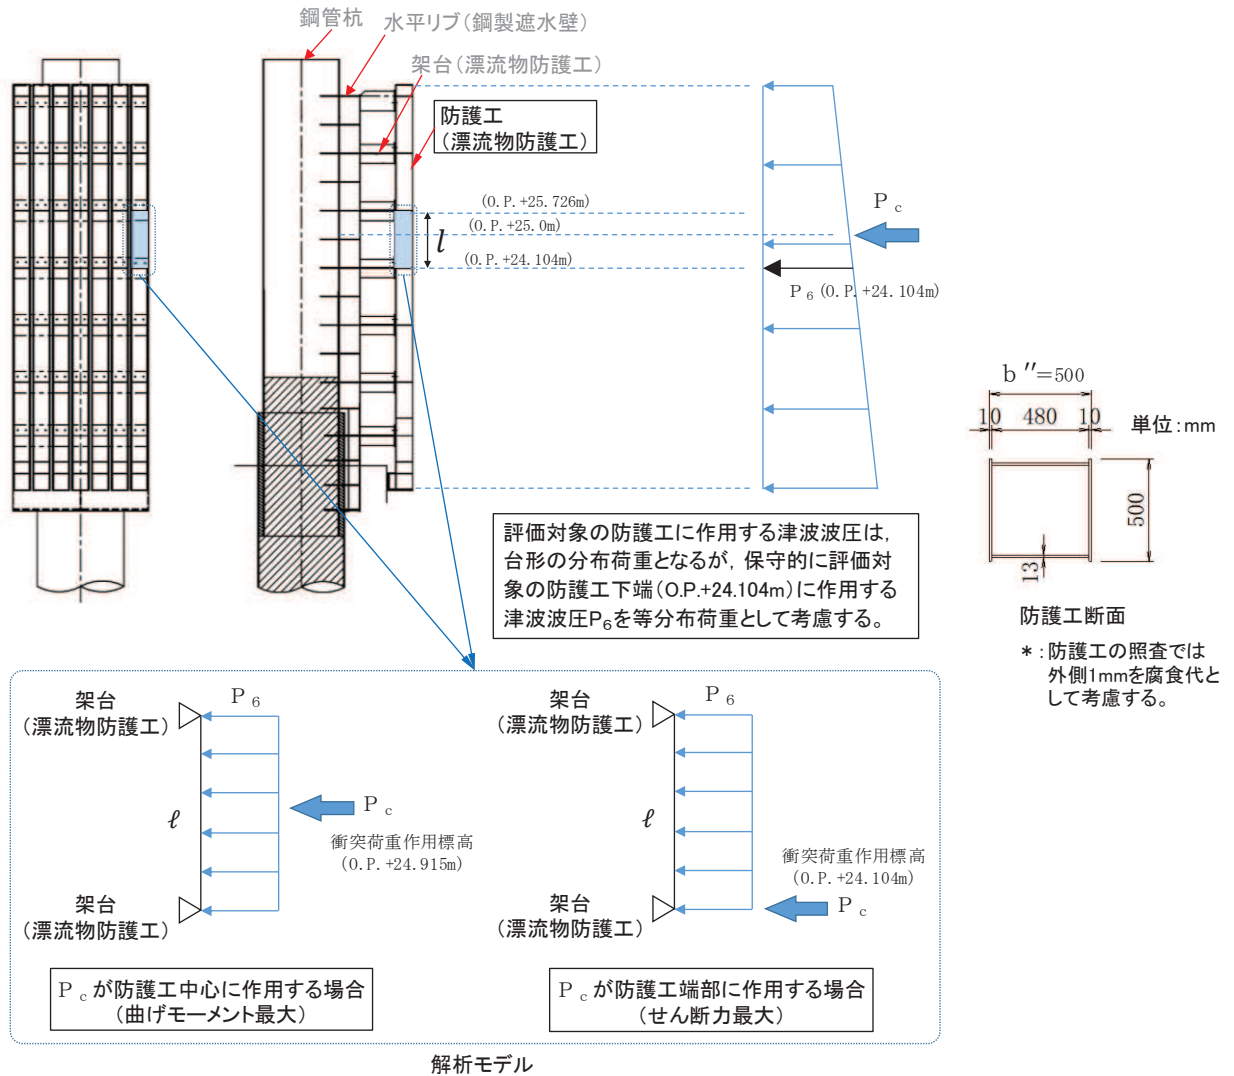 鋼管杭
水平リブ（鋼製遮水壁）
架台（漂流物防護工）
防護工
（漂流物防護工）
(O.P.+25.726m)
(O.P.+25.0m)
(O.P.+24.104m)
l
P c
P 6 (O.P.+24.104m)
b ″=500
10 480 10
単位：mm
500
13
防護工断面
＊：防護工の照査では
外側1mmを腐食代と
して考慮する。
評価対象の防護工に作用する津波波圧は，
台形の分布荷重となるが，保守的に評価対
象の防護工下端（O.P.+24.104m）に作用する
津波波圧P6を等分布荷重として考慮する。
架台
（漂流物防護工）
P 6
ℓ
P c
衝突荷重作用標高
(O.P.+24.915m)
架台
（漂流物防護工）
P c が防護工中心に作用する場合
（曲げモーメント最大）
架台
（漂流物防護工）
P 6
ℓ
衝突荷重作用標高
(O.P.+24.104m)
P c
架台
（漂流物防護工）
P c が防護工端部に作用する場合
（せん断力最大）
解析モデル